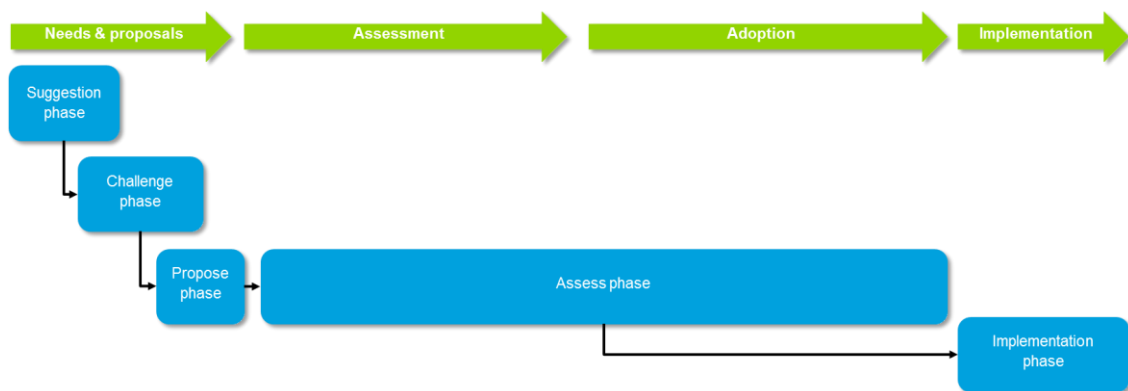 Needs & proposals
Assessment
Adoption
Implementation
Suggestion
phase
Challenge
phase
Propose
phase
Assess phase
Implementation
phase